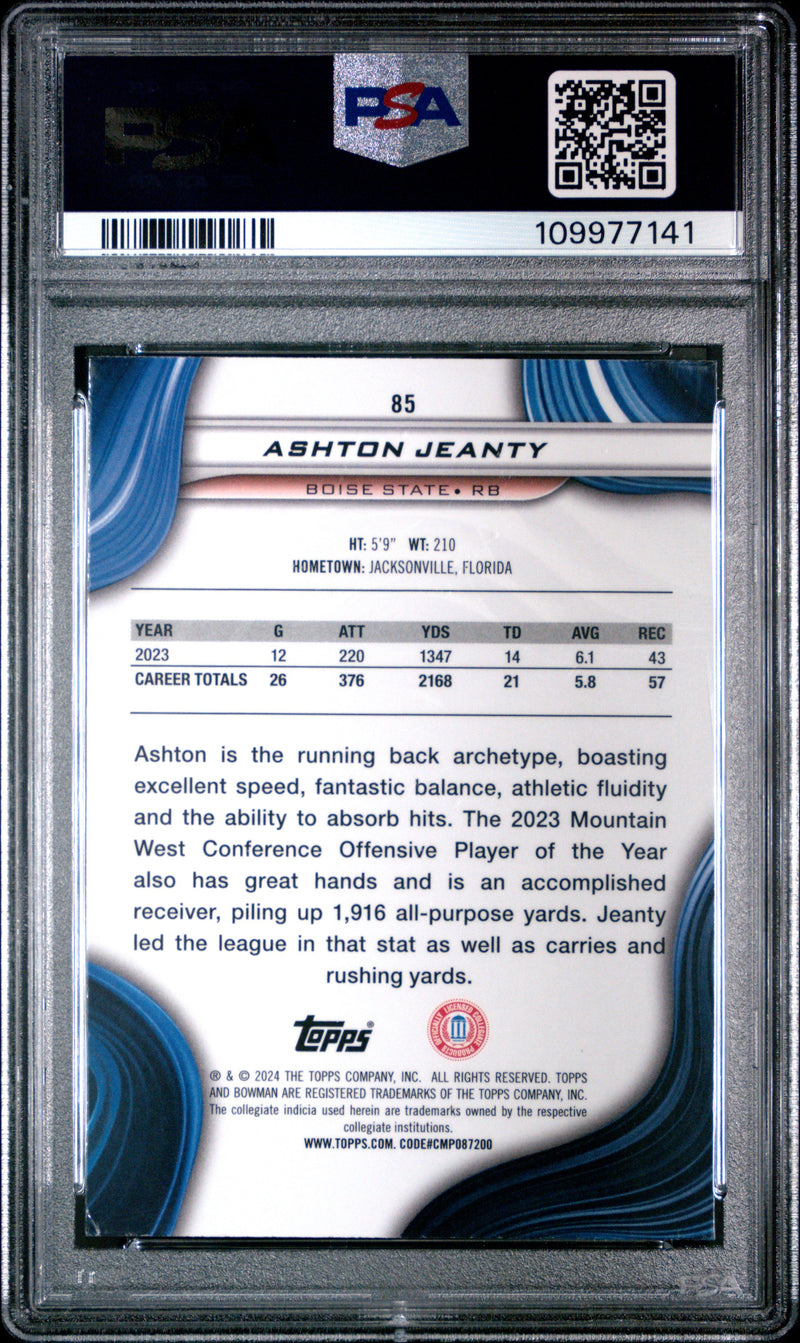 PSA
109977141
85
ASHTON JEANTY
BOISE STATE • RB
HT: 5'9" WT: 210
HOMETOWN: JACKSONVILLE, FLORIDA
YEAR G ATT YDS TD AVG REC
2023 12 220 1347 14 6.1 43
CAREER TOTALS 26 376 2168 21 5.8 57
Ashton is the running back archetype, boasting
excellent speed, fantastic balance, athletic fluidity
and the ability to absorb hits. The 2023 Mountain
West Conference Offensive Player of the Year
also has great hands and is an accomplished
receiver, piling up 1,916 all-purpose yards. Jeanty
led the league in that stat as well as carries and
rushing yards.
topps®
OFFICIALLY LICENSED COLLEGIATE PRODUCTS
® & © 2024 THE TOPPS COMPANY, INC. ALL RIGHTS RESERVED. TOPPS
AND BOWMAN ARE REGISTERED TRADEMARKS OF THE TOPPS COMPANY, INC.
The collegiate indicia used herein are trademarks owned by the respective
collegiate institutions.
WWW.TOPPS.COM. CODE#CMP087200
PSA